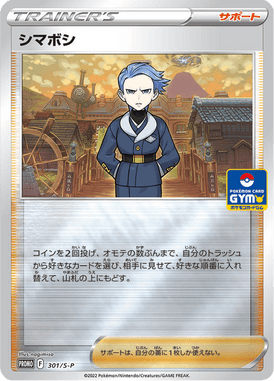 TRAINER'S
サポート
シマボシ
POKÉMON CARD
GYM
ポケモンカードジム
コインを2回投げ、オモテの数ぶんまで、自分のトラッシュ
から好きなカードを選び、相手に見せて、好きな順番に入れ
替えて、山札の上にもどす。
Illus. nagimiso
PROMO F 301/S-P
サポートは、自分の番に1枚しか使えない。
©2022 Pokémon/Nintendo/Creatures/GAME FREAK.